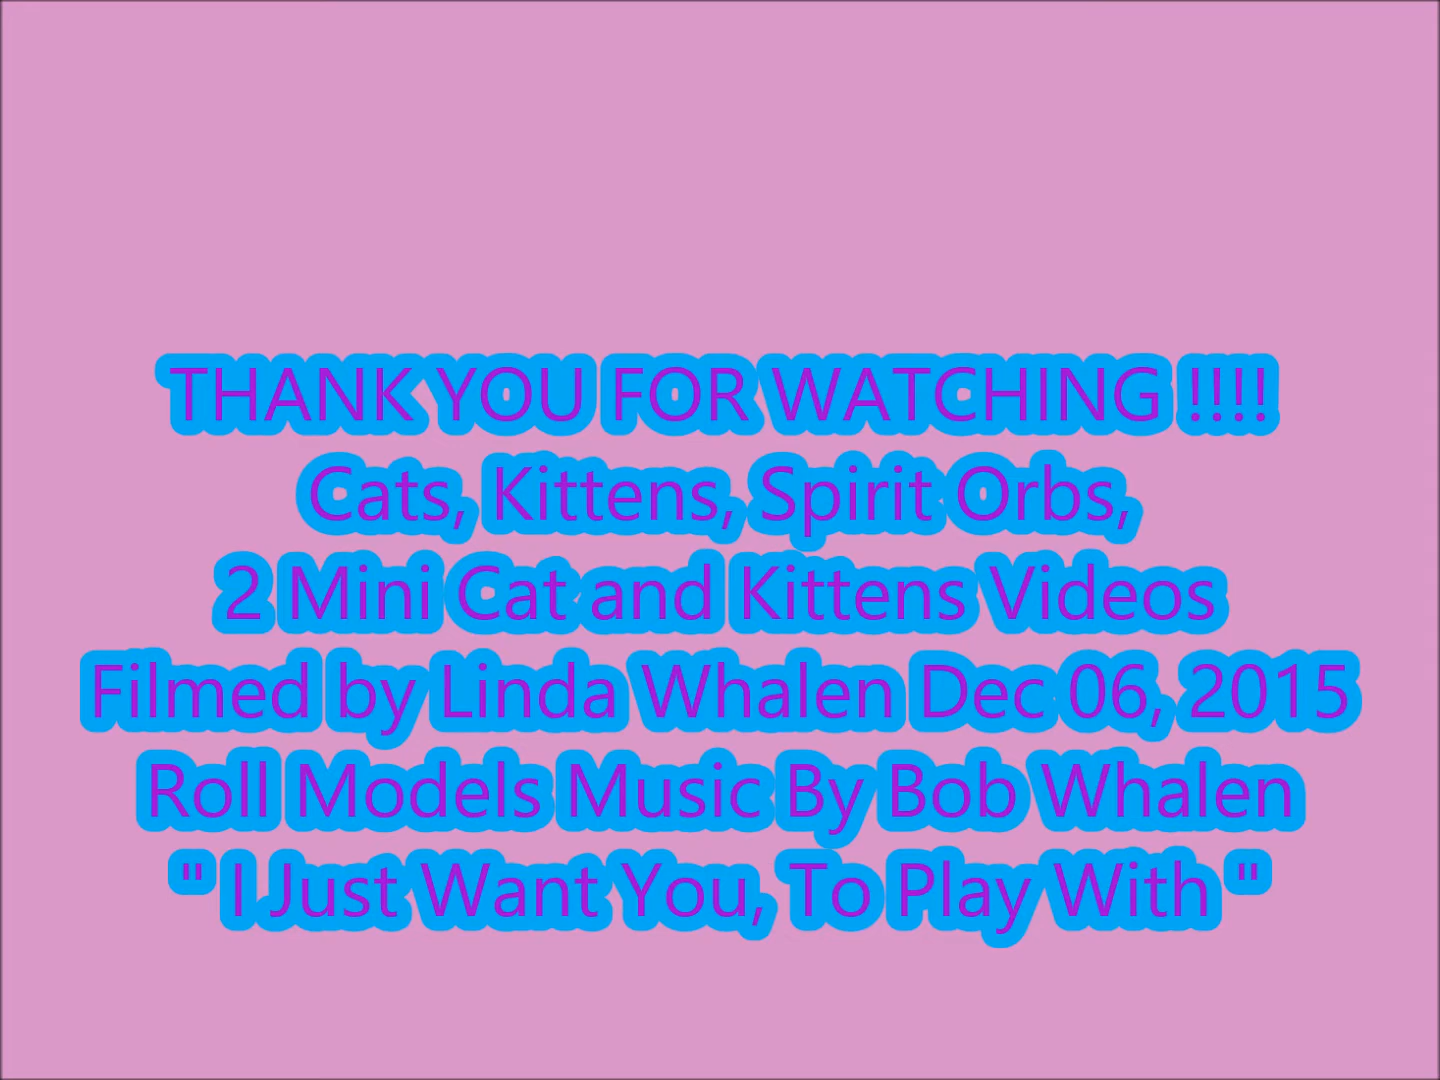 THANK YOU FOR WATCHING !!!!
Cats, Kittens, Spirit Orbs,
2 Mini Cat and Kittens Videos
Filmed by Linda Whalen Dec 06, 2015
Roll Models Music By Bob Whalen
" I Just Want You, To Play With "